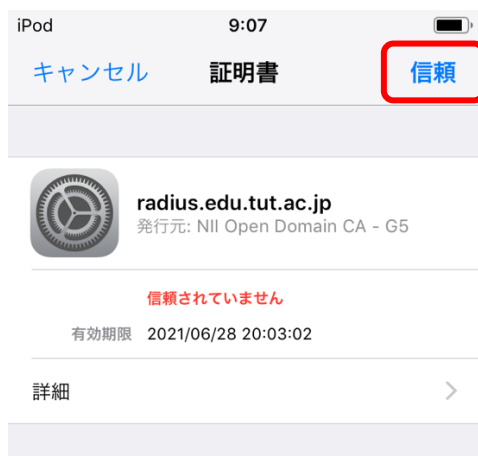 iPod 9:07
キャンセル 証明書 信頼
radius.edu.tut.ac.jp
発行元: NII Open Domain CA - G5
信頼されていません
有効期限 2021/06/28 20:03:02
詳細